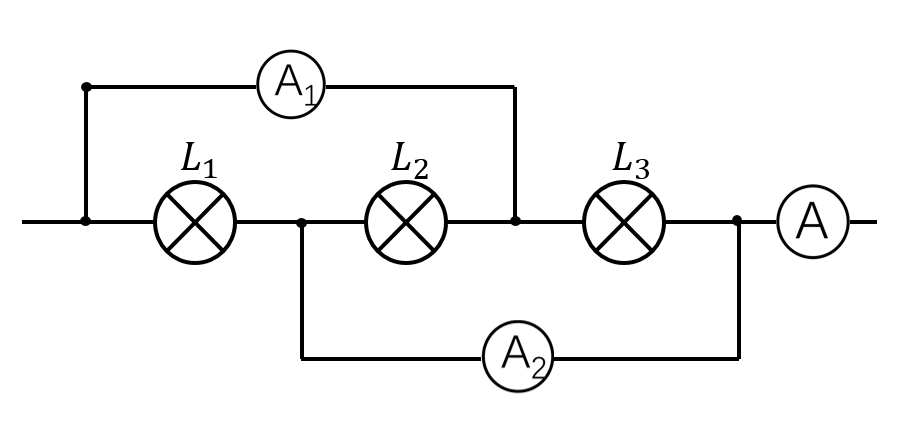 A₁
L₁ L₂ L₃
A
A₂